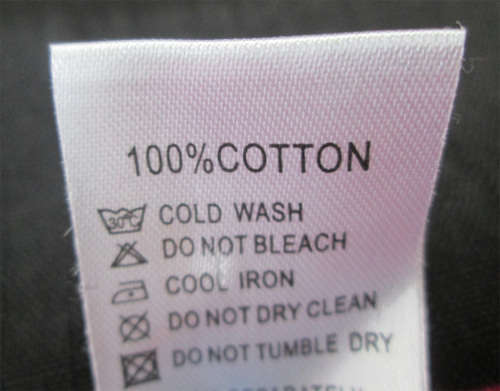 100%COTTON
30°C COLD WASH
DO NOT BLEACH
COOL IRON
DO NOT DRY CLEAN
DO NOT TUMBLE DRY